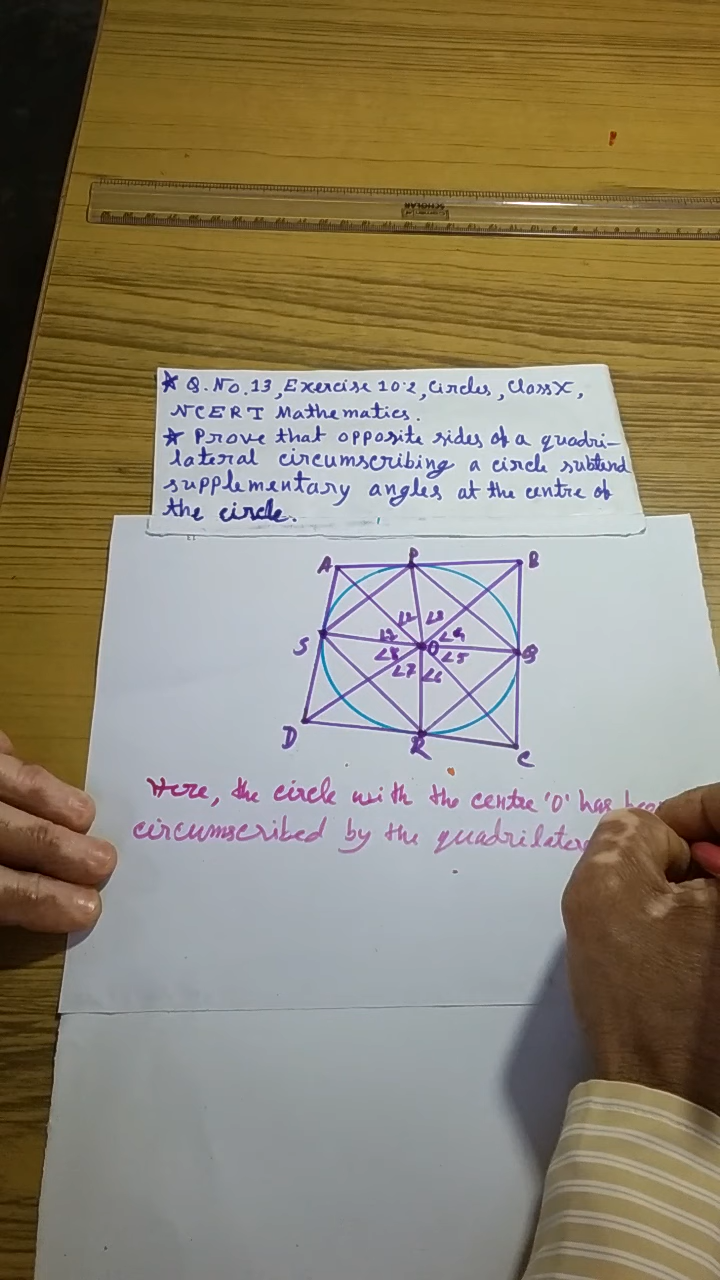 * Q. No. 13, Exercise 10.2, Circles, Class X,
NCERT Mathematics.
* Prove that opposite sides of a quadri-
lateral circumscribing a circle subtend
supplementary angles at the centre of
the circle.
A P B
∠2 ∠3
S ∠4
O
∠8 ∠5
∠7 ∠6
D R C
Here, the circle with the centre 'O' has
circumscribed by the
SCHOLAR